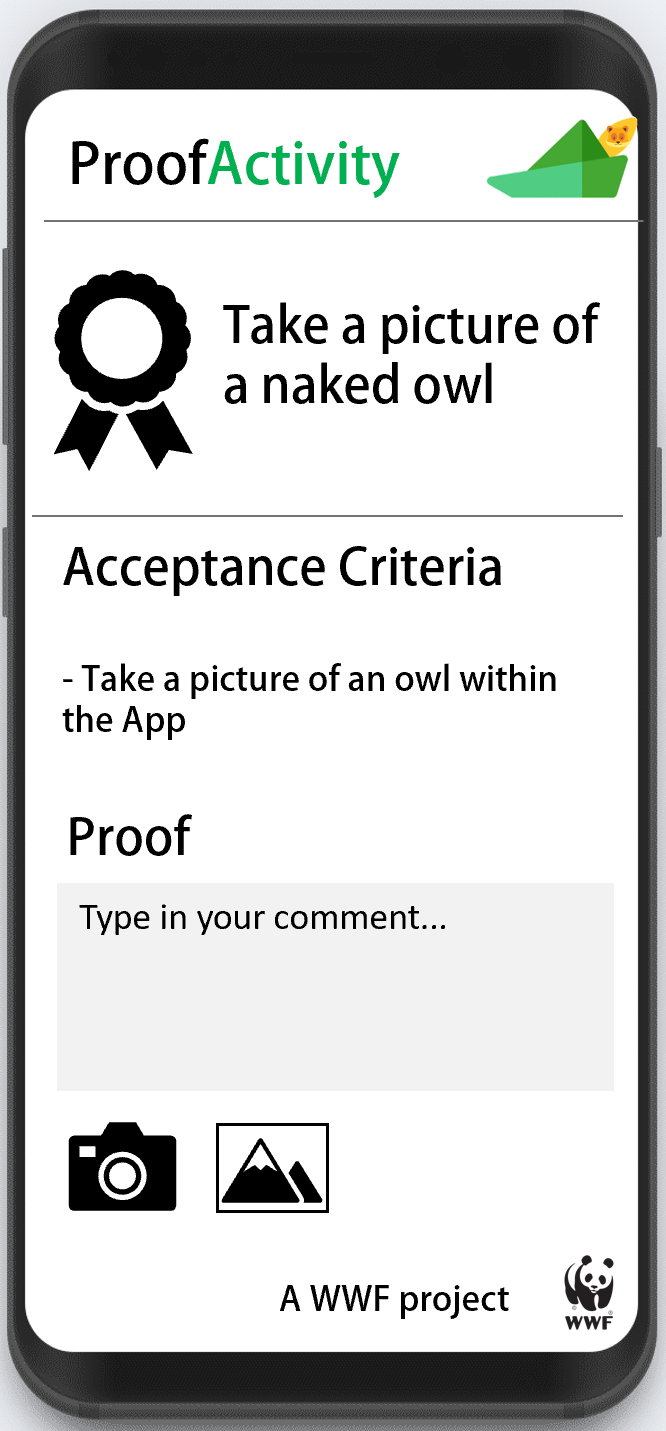 ProofActivity
Take a picture of
a naked owl
Acceptance Criteria
- Take a picture of an owl within
the App
Proof
Type in your comment...
A WWF project
WWF